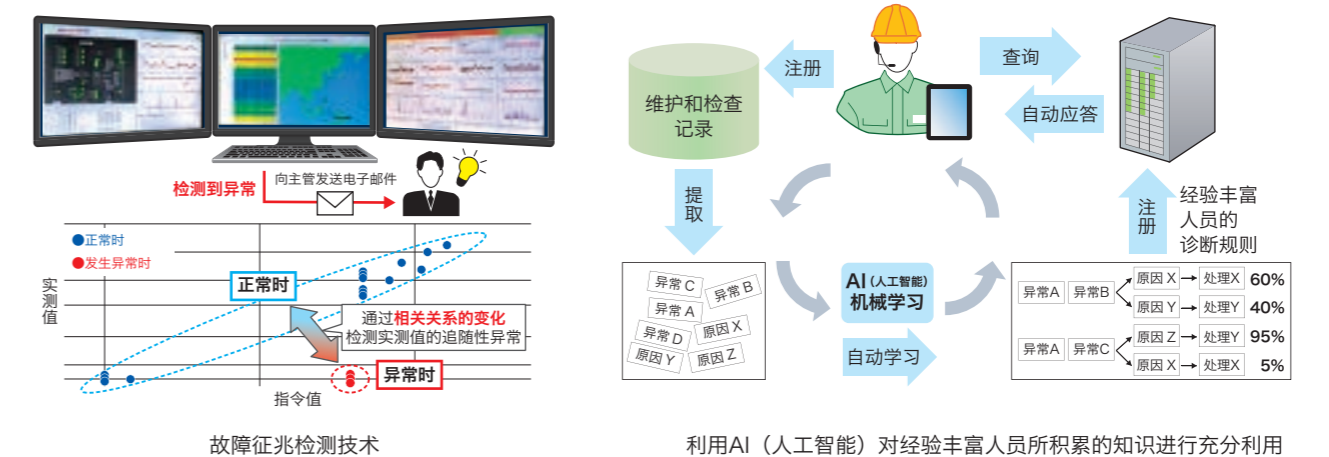 检测到异常
向主管发送电子邮件
正常时
发生异常时
实测值
正常时
通过相关关系的变化
检测实测值的追随性异常
异常时
指令值
故障征兆检测技术
维护和检查
记录
注册
查询
自动应答
提取
注册
经验丰富
人员的
诊断规则
异常 C
异常 B
异常 A
异常 D
原因 X
原因 Y
原因 Z
AI(人工智能)
机械学习
自动学习
异常A 异常B
原因 X 处理X 60%
原因 Y 处理Y 40%
异常A 异常C
原因 Z 处理Y 95%
原因 X 处理X 5%
利用AI（人工智能）对经验丰富人员所积累的知识进行充分利用